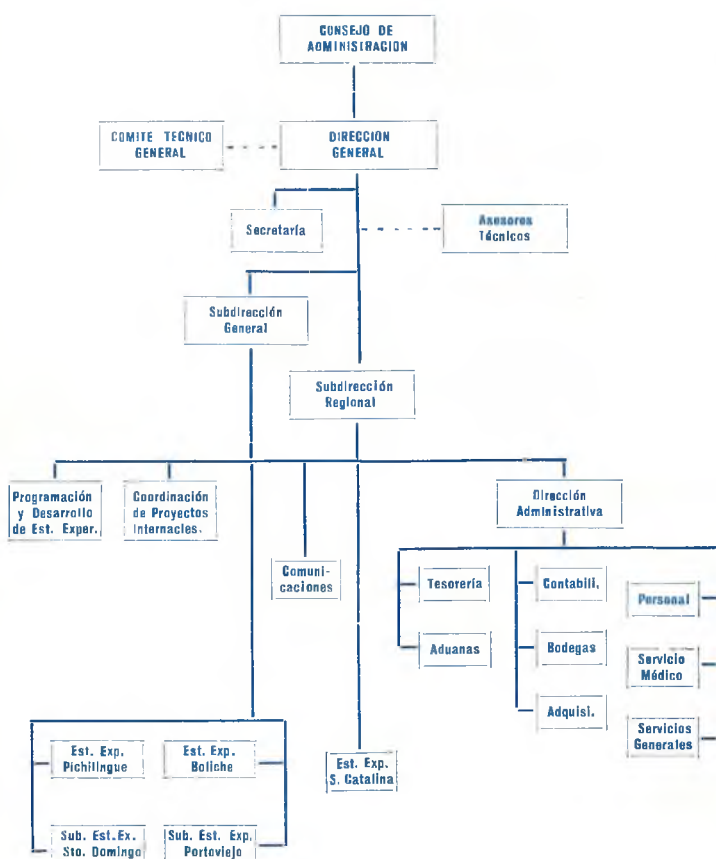 CONSEJO DE
ADMINISTRACION
COMITE TECNICO
GENERAL
DIRECCION
GENERAL
Secretaría
Asesores
Técnicos
Subdirección
General
Subdirección
Regional
Programación
y Desarrollo
de Est. Exper.
Coordinación
de Proyectos
Internacles.
Dirección
Administrativa
Comuni-
caciones
Tesorería
Contabili.
Personal
Aduanas
Bodegas
Servicio
Médico
Adquisi.
Servicios
Generales
Est. Exp.
Pichilingue
Est. Exp.
Boliche
Est. Exp.
S. Catalina
Sub. Est.Ex.
Sto. Domingo
Sub. Est. Exp.
Portoviejo